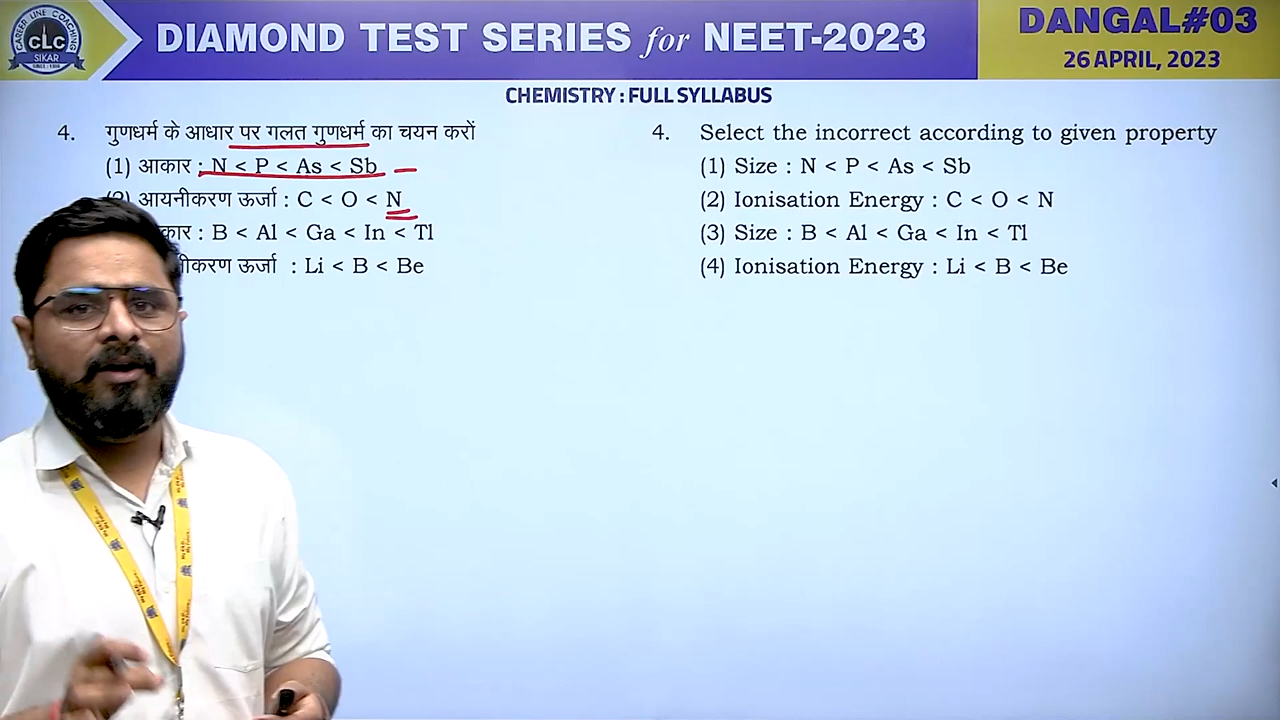 CAREER LINE COACHING
CLC
SIKAR
SINCE : 1996
DIAMOND TEST SERIES for NEET-2023
DANGAL#03
26 APRIL, 2023
CHEMISTRY : FULL SYLLABUS
4. गुणधर्म के आधार पर गलत गुणधर्म का चयन करों
(1) आकार : N < P < As < Sb
(2) आयनीकरण ऊर्जा : C < O < N
: B < Al < Ga < In < Tl
: Li < B < Be
4. Select the incorrect according to given property
(1) Size : N < P < As < Sb
(2) Ionisation Energy : C < O < N
(3) Size : B < Al < Ga < In < Tl
(4) Ionisation Energy : Li < B < Be